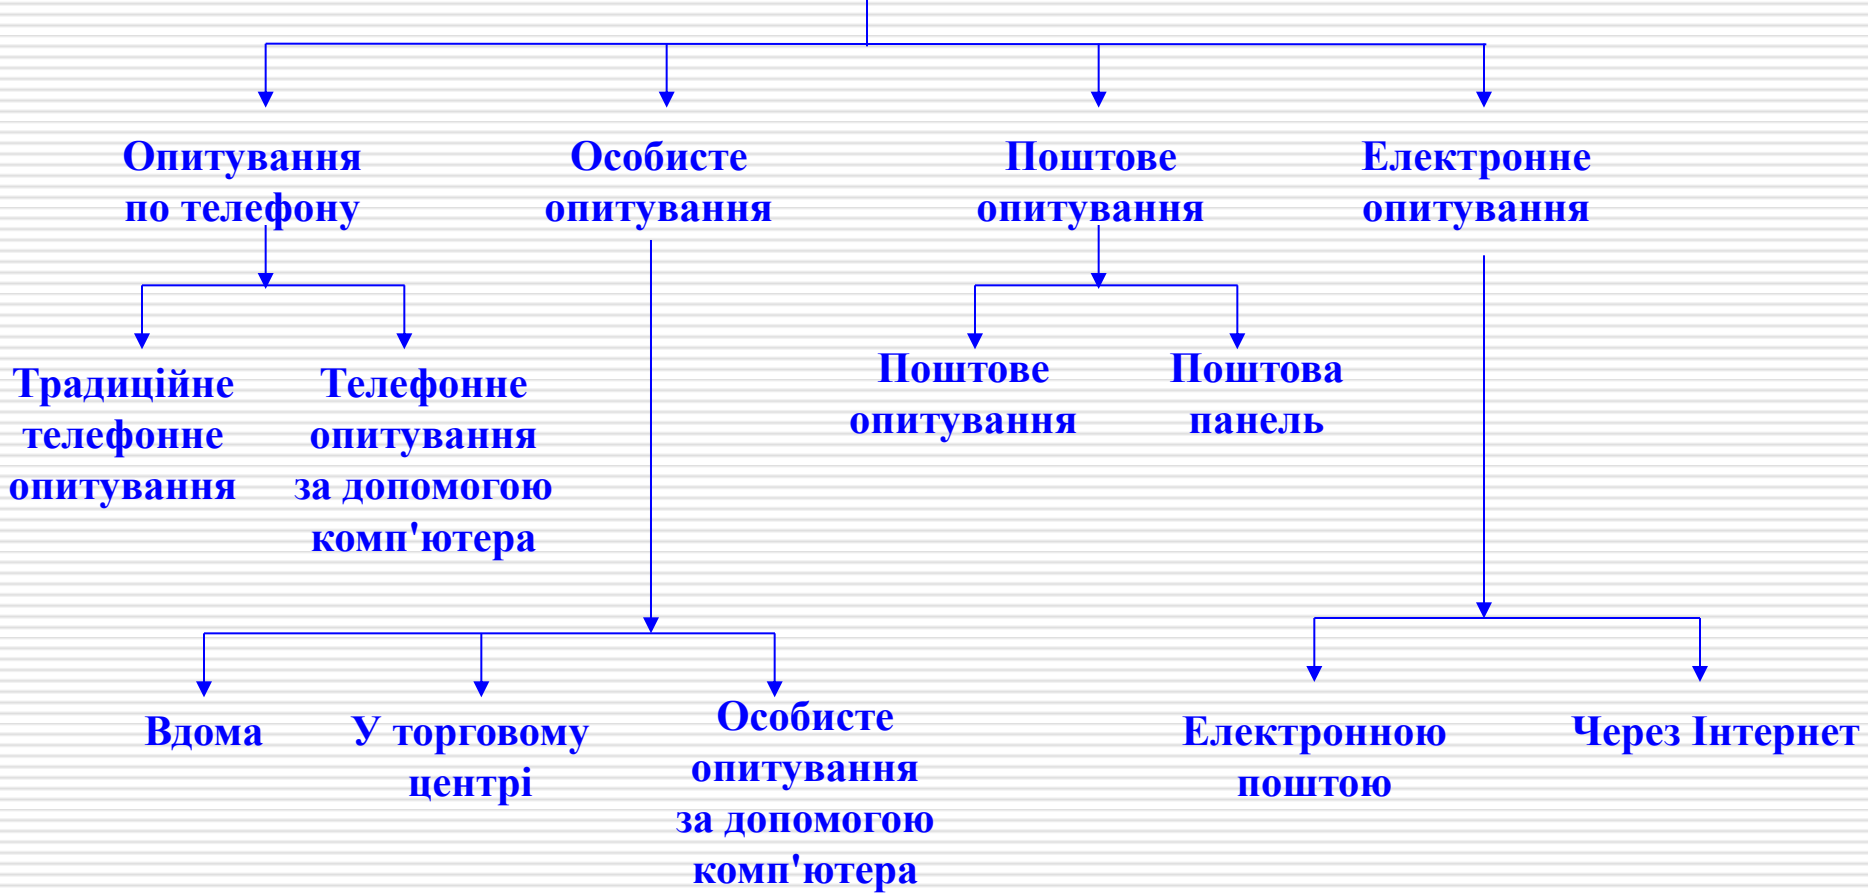 Опитування
по телефону
Особисте
опитування
Поштове
опитування
Електронне
опитування
Традиційне
телефонне
опитування
Телефонне
опитування
за допомогою
комп'ютера
Поштове
опитування
Поштова
панель
Вдома
У торговому
центрі
Особисте
опитування
за допомогою
комп'ютера
Електронною
поштою
Через Інтернет